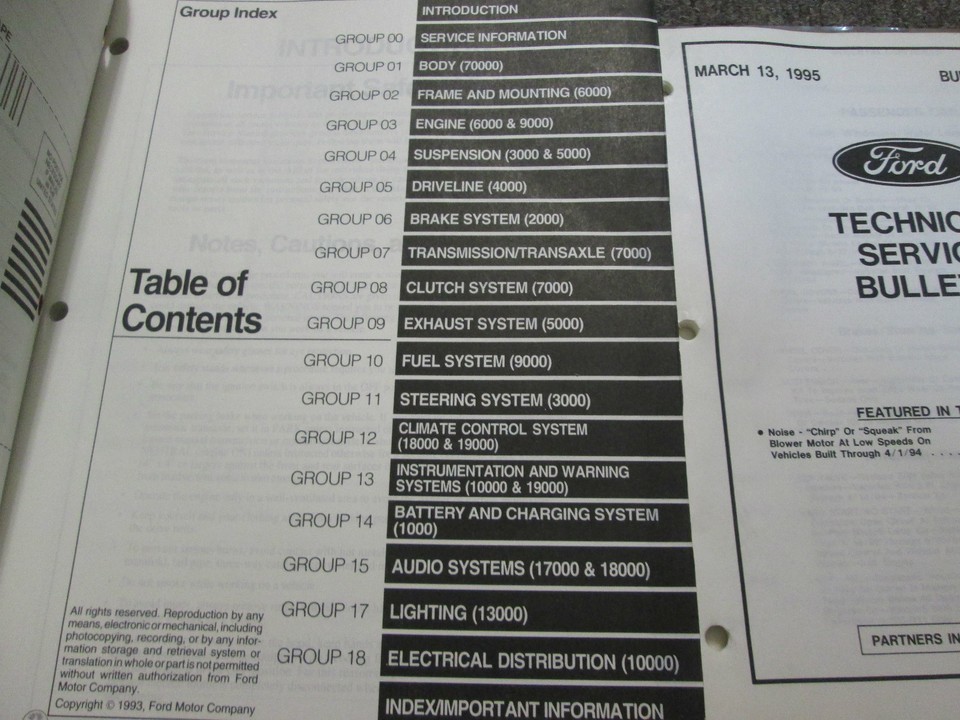 Group Index
INTRODUCTION
GROUP 00 SERVICE INFORMATION
GROUP 01 BODY (70000)
GROUP 02 FRAME AND MOUNTING (6000)
GROUP 03 ENGINE (6000 & 9000)
GROUP 04 SUSPENSION (3000 & 5000)
GROUP 05 DRIVELINE (4000)
GROUP 06 BRAKE SYSTEM (2000)
GROUP 07 TRANSMISSION/TRANSAXLE (7000)
Table of
Contents
GROUP 08 CLUTCH SYSTEM (7000)
GROUP 09 EXHAUST SYSTEM (5000)
GROUP 10 FUEL SYSTEM (9000)
GROUP 11 STEERING SYSTEM (3000)
GROUP 12 CLIMATE CONTROL SYSTEM
(18000 & 19000)
GROUP 13 INSTRUMENTATION AND WARNING
SYSTEMS (10000 & 19000)
GROUP 14 BATTERY AND CHARGING SYSTEM
(1000)
GROUP 15 AUDIO SYSTEMS (17000 & 18000)
GROUP 17 LIGHTING (13000)
GROUP 18 ELECTRICAL DISTRIBUTION (10000)
INDEX/IMPORTANT INFORMATION
All rights reserved. Reproduction by any
means, electronic or mechanical, including
photocopying, recording, or by any infor-
mation storage and retrieval system or
translation in whole or part is not permitted
without written authorization from Ford
Motor Company.
Copyright © 1993, Ford Motor Company
MARCH 13, 1995 BU
Ford
TECHNIC
SERVIC
BULLE
FEATURED IN T
• Noise - "Chirp" Or "Squeak" From
Blower Motor At Low Speeds On
Vehicles Built Through 4/1/94 . . . .
PARTNERS IN